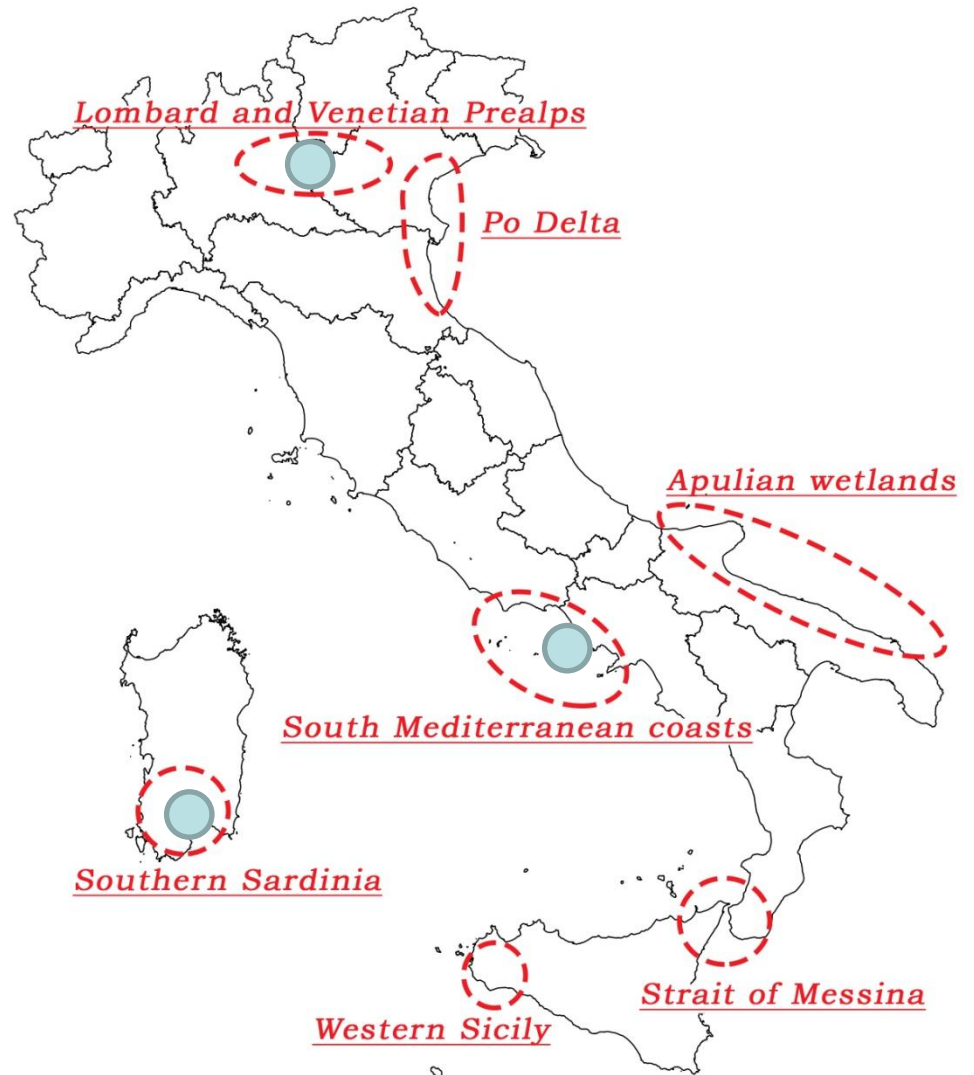 Lombard and Venetian Prealps
Po Delta
Apulian wetlands
South Mediterranean coasts
Southern Sardinia
Strait of Messina
Western Sicily